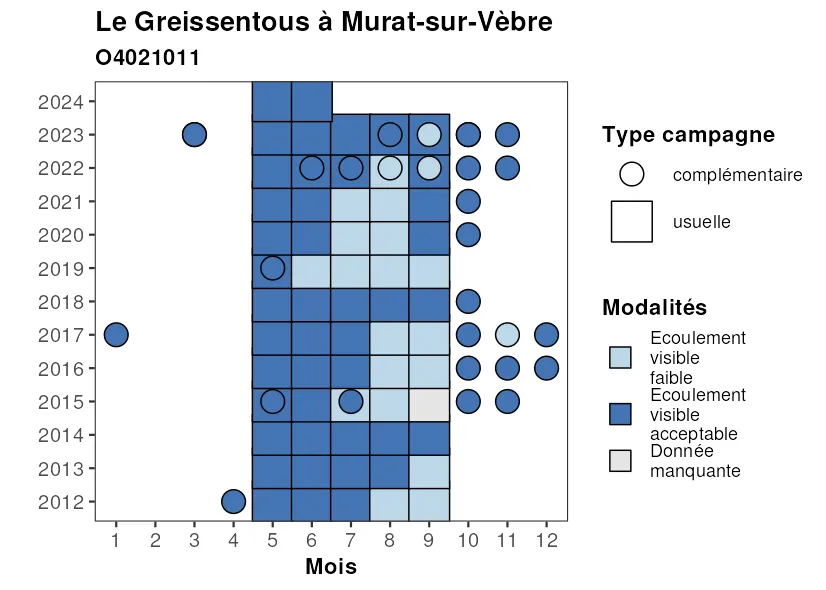 Le Greissentous à Murat-sur-Vèbre
O4021011
2024
2023
2022
2021
2020
2019
2018
2017
2016
2015
2014
2013
2012
1 2 3 4 5 6 7 8 9 10 11 12
Mois
Type campagne
complémentaire
usuelle
Modalités
Ecoulement
visible
faible
Ecoulement
visible
acceptable
Donnée
manquante